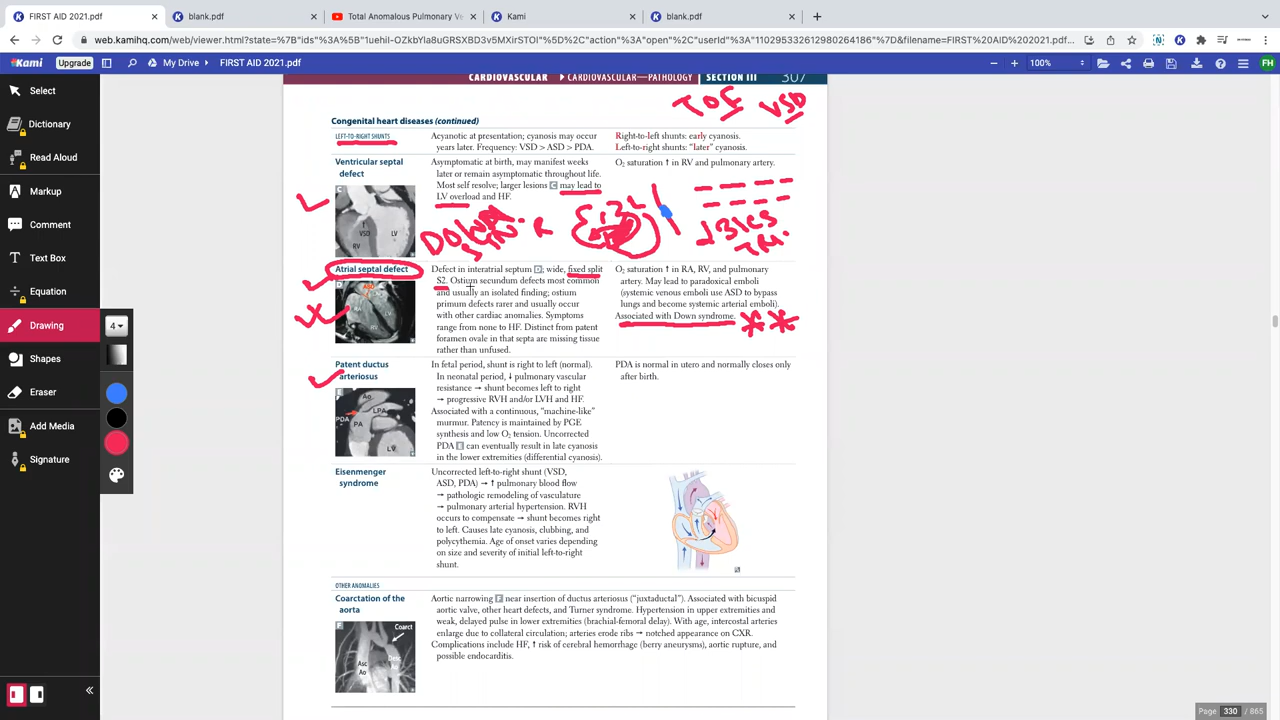 FIRST AID 2021.pdf
blank.pdf
Total Anomalous Pulmonary Ve
Kami
blank.pdf
web.kamihq.com/web/viewer.html?state=%7B"ids"%3A%5B"1uehiI-OZkbYla8uGRSXBD3v5MXirSTOI"%5D%2C"action"%3A"open"%2C"userId"%3A"110295332612980264186"%7D&filename=FIRST%20AID%202021.pdf...
Kami
Upgrade
My Drive
FIRST AID 2021.pdf
100%
FH
Select
Dictionary
Read Aloud
Markup
Comment
Text Box
Equation
Drawing
Shapes
Eraser
Add Media
Signature
4
CARDIOVASCULAR
CARDIOVASCULAR—PATHOLOGY
SECTION III
307
TOF VSD
Congenital heart diseases (continued)
LEFT-TO-RIGHT SHUNTS
Acyanotic at presentation; cyanosis may occur
years later. Frequency: VSD > ASD > PDA.
Right-to-left shunts: early cyanosis.
Left-to-right shunts: "later" cyanosis.
Ventricular septal
defect
Asymptomatic at birth, may manifest weeks
later or remain asymptomatic throughout life.
Most self resolve; larger lesions C may lead to
LV overload and HF.
O2 saturation ↑ in RV and pulmonary artery.
C
VSD
LV
RV
Atrial septal defect
Defect in interatrial septum D; wide, fixed split
S2. Ostium secundum defects most common
and usually an isolated finding; ostium
primum defects rarer and usually occur
with other cardiac anomalies. Symptoms
range from none to HF. Distinct from patent
foramen ovale in that septa are missing tissue
rather than unfused.
O2 saturation ↑ in RA, RV, and pulmonary
artery. May lead to paradoxical emboli
(systemic venous emboli use ASD to bypass
lungs and become systemic arterial emboli).
Associated with Down syndrome.
D
ASD
LV
Patent ductus
arteriosus
In fetal period, shunt is right to left (normal).
In neonatal period, ↓ pulmonary vascular
resistance → shunt becomes left to right
→ progressive RVH and/or LVH and HF.
Associated with a continuous, "machine-like"
murmur. Patency is maintained by PGE
synthesis and low O2 tension. Uncorrected
PDA E can eventually result in late cyanosis
in the lower extremities (differential cyanosis).
PDA is normal in utero and normally closes only
after birth.
E
Ao
PDA
LPA
PA
LV
Eisenmenger
syndrome
Uncorrected left-to-right shunt (VSD,
ASD, PDA) → ↑ pulmonary blood flow
→ pathologic remodeling of vasculature
→ pulmonary arterial hypertension. RVH
occurs to compensate → shunt becomes right
to left. Causes late cyanosis, clubbing, and
polycythemia. Age of onset varies depending
on size and severity of initial left-to-right
shunt.
OTHER ANOMALIES
Coarctation of the
aorta
Aortic narrowing F near insertion of ductus arteriosus ("juxtaductal"). Associated with bicuspid
aortic valve, other heart defects, and Turner syndrome. Hypertension in upper extremities and
weak, delayed pulse in lower extremities (brachial-femoral delay). With age, intercostal arteries
enlarge due to collateral circulation; arteries erode ribs → notched appearance on CXR.
Complications include HF, ↑ risk of cerebral hemorrhage (berry aneurysms), aortic rupture, and
possible endocarditis.
F
Coarct
Asc
Ao
Desc
Ao
Page 330 / 865